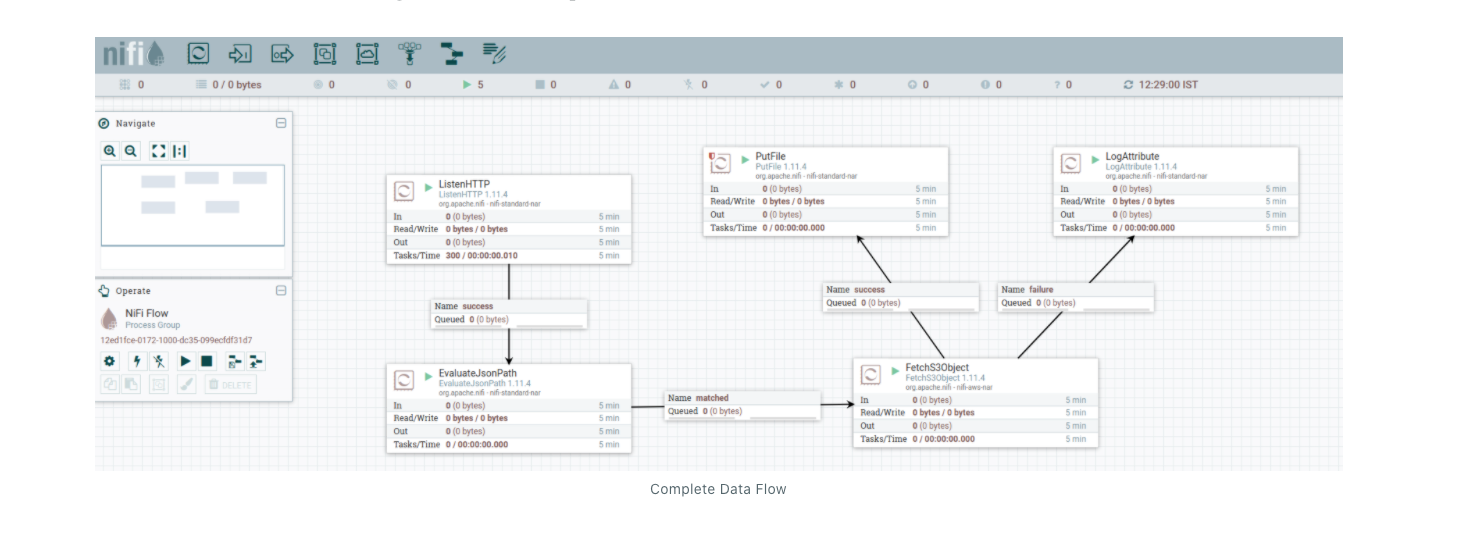 nifi
0
0 / 0 bytes
0
0
5
0
0
0
0
0
0
0
0
12:29:00 IST
Navigate
Operate
NiFi Flow
Process Group
12ed1fce-0172-1000-dc35-099ecfdf31d7
DELETE
ListenHTTP
ListenHTTP 1.11.4
org.apache.nifi - nifi-standard-nar
In 0 (0 bytes) 5 min
Read/Write 0 bytes / 0 bytes 5 min
Out 0 (0 bytes) 5 min
Tasks/Time 300 / 00:00:00.010 5 min
Name success
Queued 0 (0 bytes)
EvaluateJsonPath
EvaluateJsonPath 1.11.4
org.apache.nifi - nifi-standard-nar
In 0 (0 bytes) 5 min
Read/Write 0 bytes / 0 bytes 5 min
Out 0 (0 bytes) 5 min
Tasks/Time 0 / 00:00:00.000 5 min
Name matched
Queued 0 (0 bytes)
PutFile
PutFile 1.11.4
org.apache.nifi - nifi-standard-nar
In 0 (0 bytes) 5 min
Read/Write 0 bytes / 0 bytes 5 min
Out 0 (0 bytes) 5 min
Tasks/Time 0 / 00:00:00.000 5 min
Name success
Queued 0 (0 bytes)
LogAttribute
LogAttribute 1.11.4
org.apache.nifi - nifi-standard-nar
In 0 (0 bytes) 5 min
Read/Write 0 bytes / 0 bytes 5 min
Out 0 (0 bytes) 5 min
Tasks/Time 0 / 00:00:00.000 5 min
Name failure
Queued 0 (0 bytes)
FetchS3Object
FetchS3Object 1.11.4
org.apache.nifi - nifi-aws-nar
In 0 (0 bytes) 5 min
Read/Write 0 bytes / 0 bytes 5 min
Out 0 (0 bytes) 5 min
Tasks/Time 0 / 00:00:00.000 5 min
Complete Data Flow